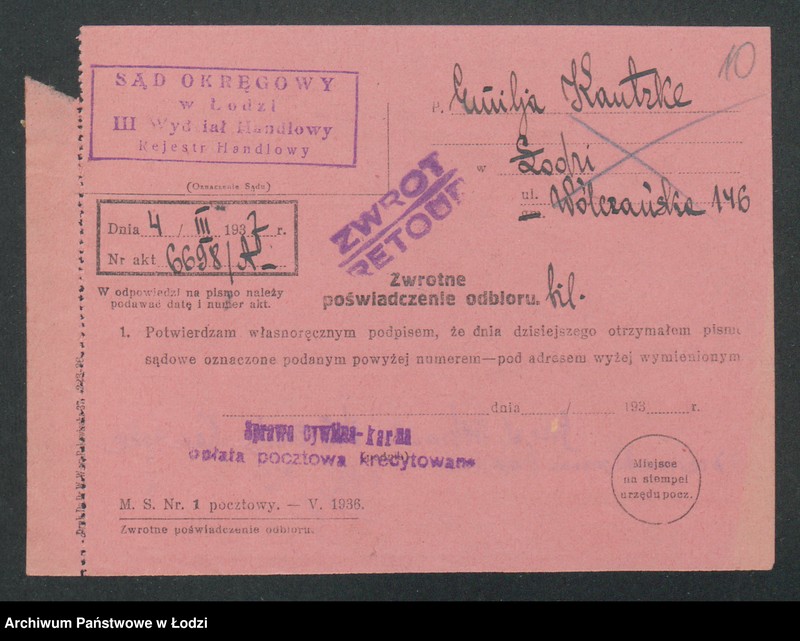 SĄD OKRĘGOWY
w Łodzi
III Wydział Handlowy
Rejestr Handlowy
(Oznaczenie Sądu)
10
P. Emilja Kautzke
w Łodzi
ul. Wólczańska 146
ZWROT
RETOUR
Dnia 4 / III 1937 r.
Nr akt 6698/A
W odpowiedzi na piśmo należy
podawać datę i numer akt.
Zwrotne
poświadczenie odbioru. bil.
1. Potwierdzam własnoręcznym podpisem, że dnia dzisiejszego otrzymałem pismo
sądowe oznaczone podanym powyżej numerem—pod adresem wyżej wymienionym
dnia / 193 r.
Sprawa cywilna-karna
opłata pocztowa kredytowana
Miejsce
na stempel
urzędu pocz.
M. S. Nr. 1 pocztowy. — V. 1936.
Zwrotne poświadczenie odbioru.
Archiwum Państwowe w Łodzi